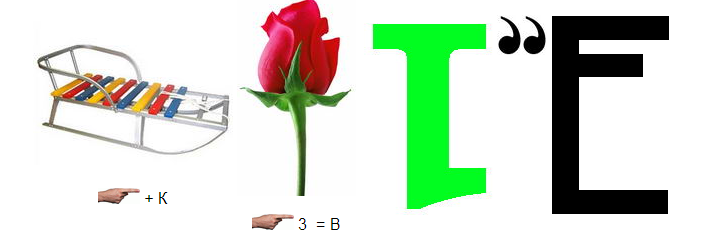 ”Е
+ К
3 = В